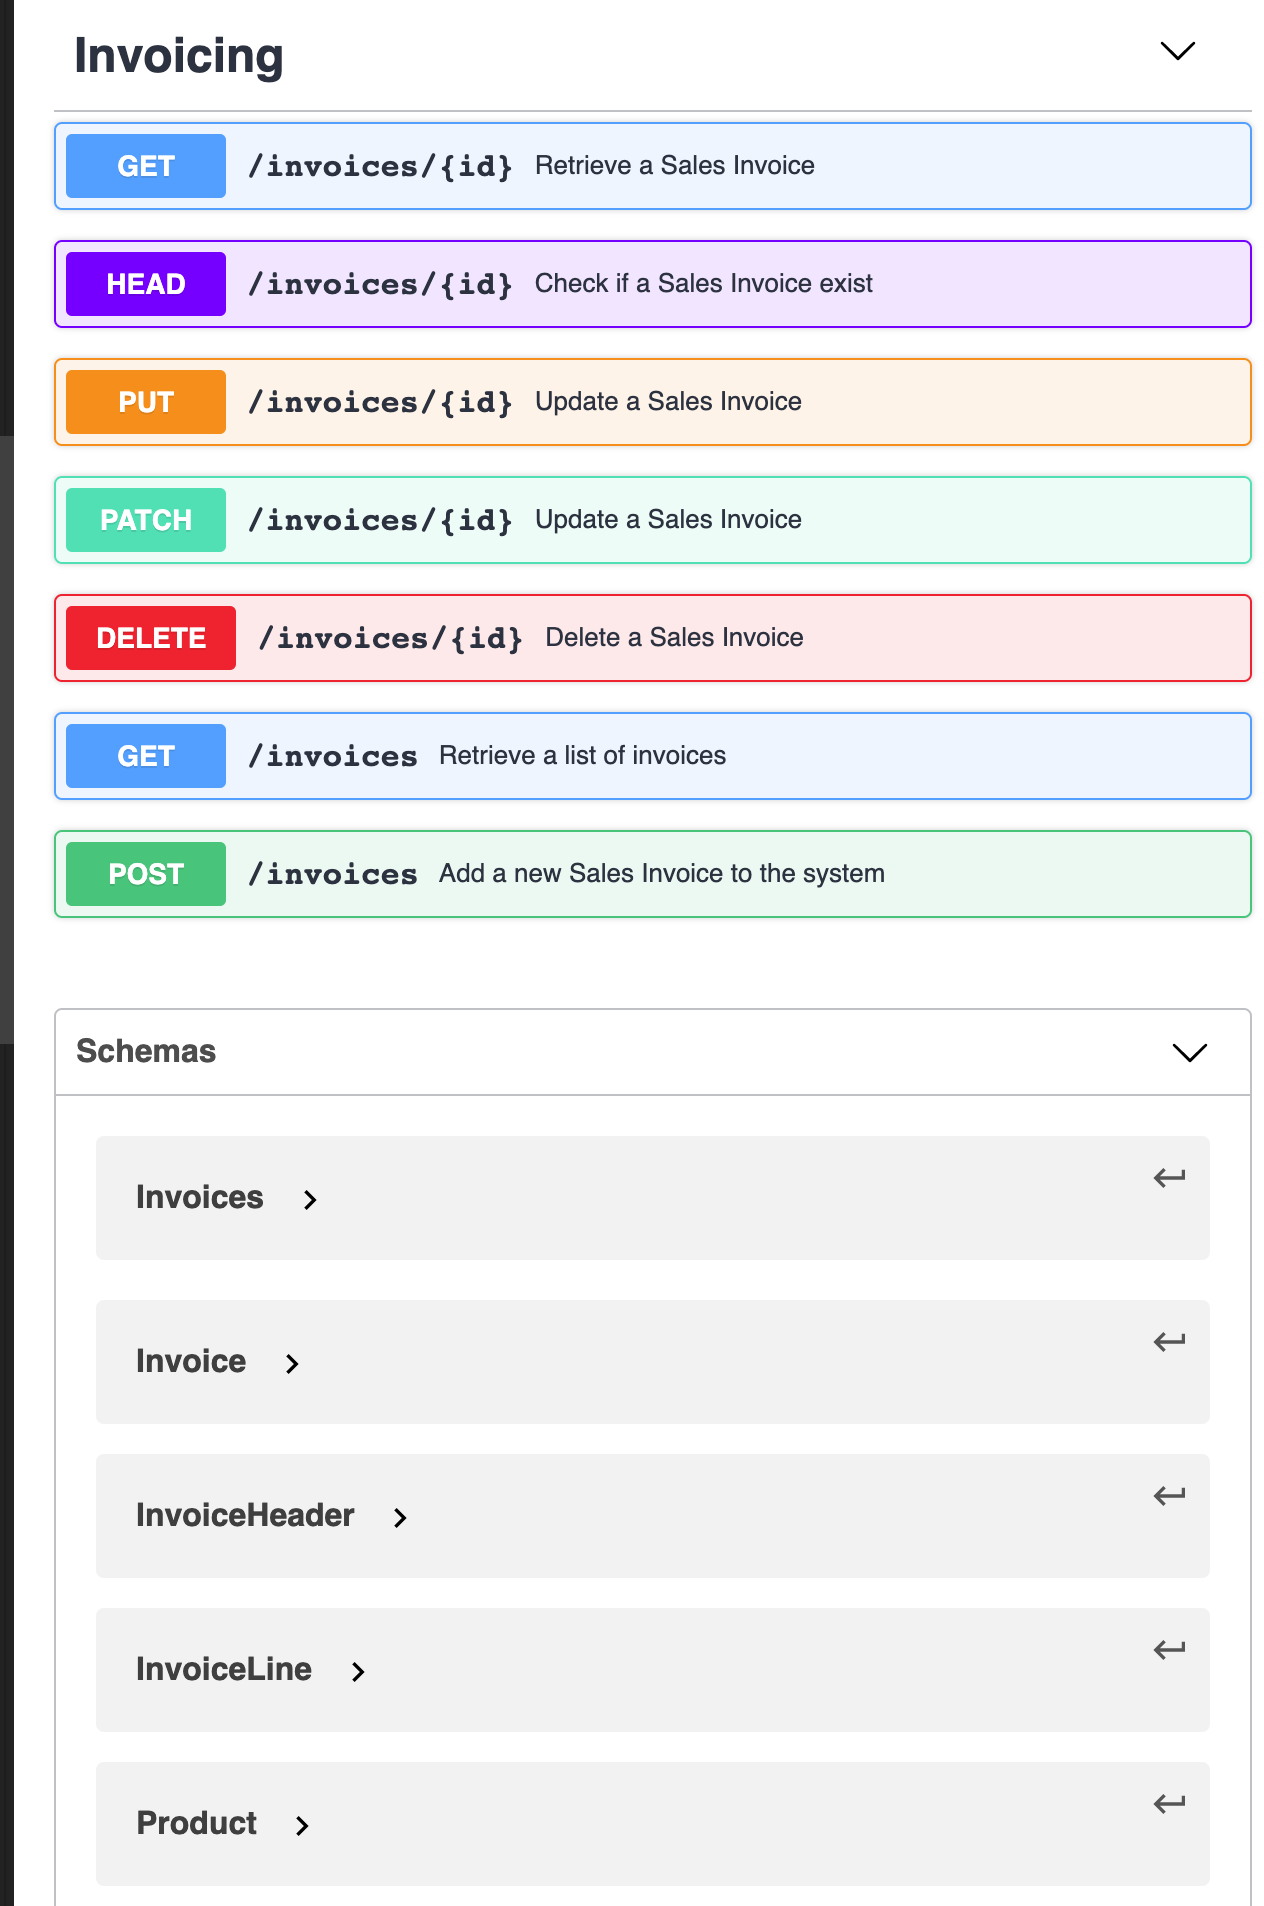 Invoicing
GET /invoices/{id} Retrieve a Sales Invoice
HEAD /invoices/{id} Check if a Sales Invoice exist
PUT /invoices/{id} Update a Sales Invoice
PATCH /invoices/{id} Update a Sales Invoice
DELETE /invoices/{id} Delete a Sales Invoice
GET /invoices Retrieve a list of invoices
POST /invoices Add a new Sales Invoice to the system
Schemas
Invoices
Invoice
InvoiceHeader
InvoiceLine
Product